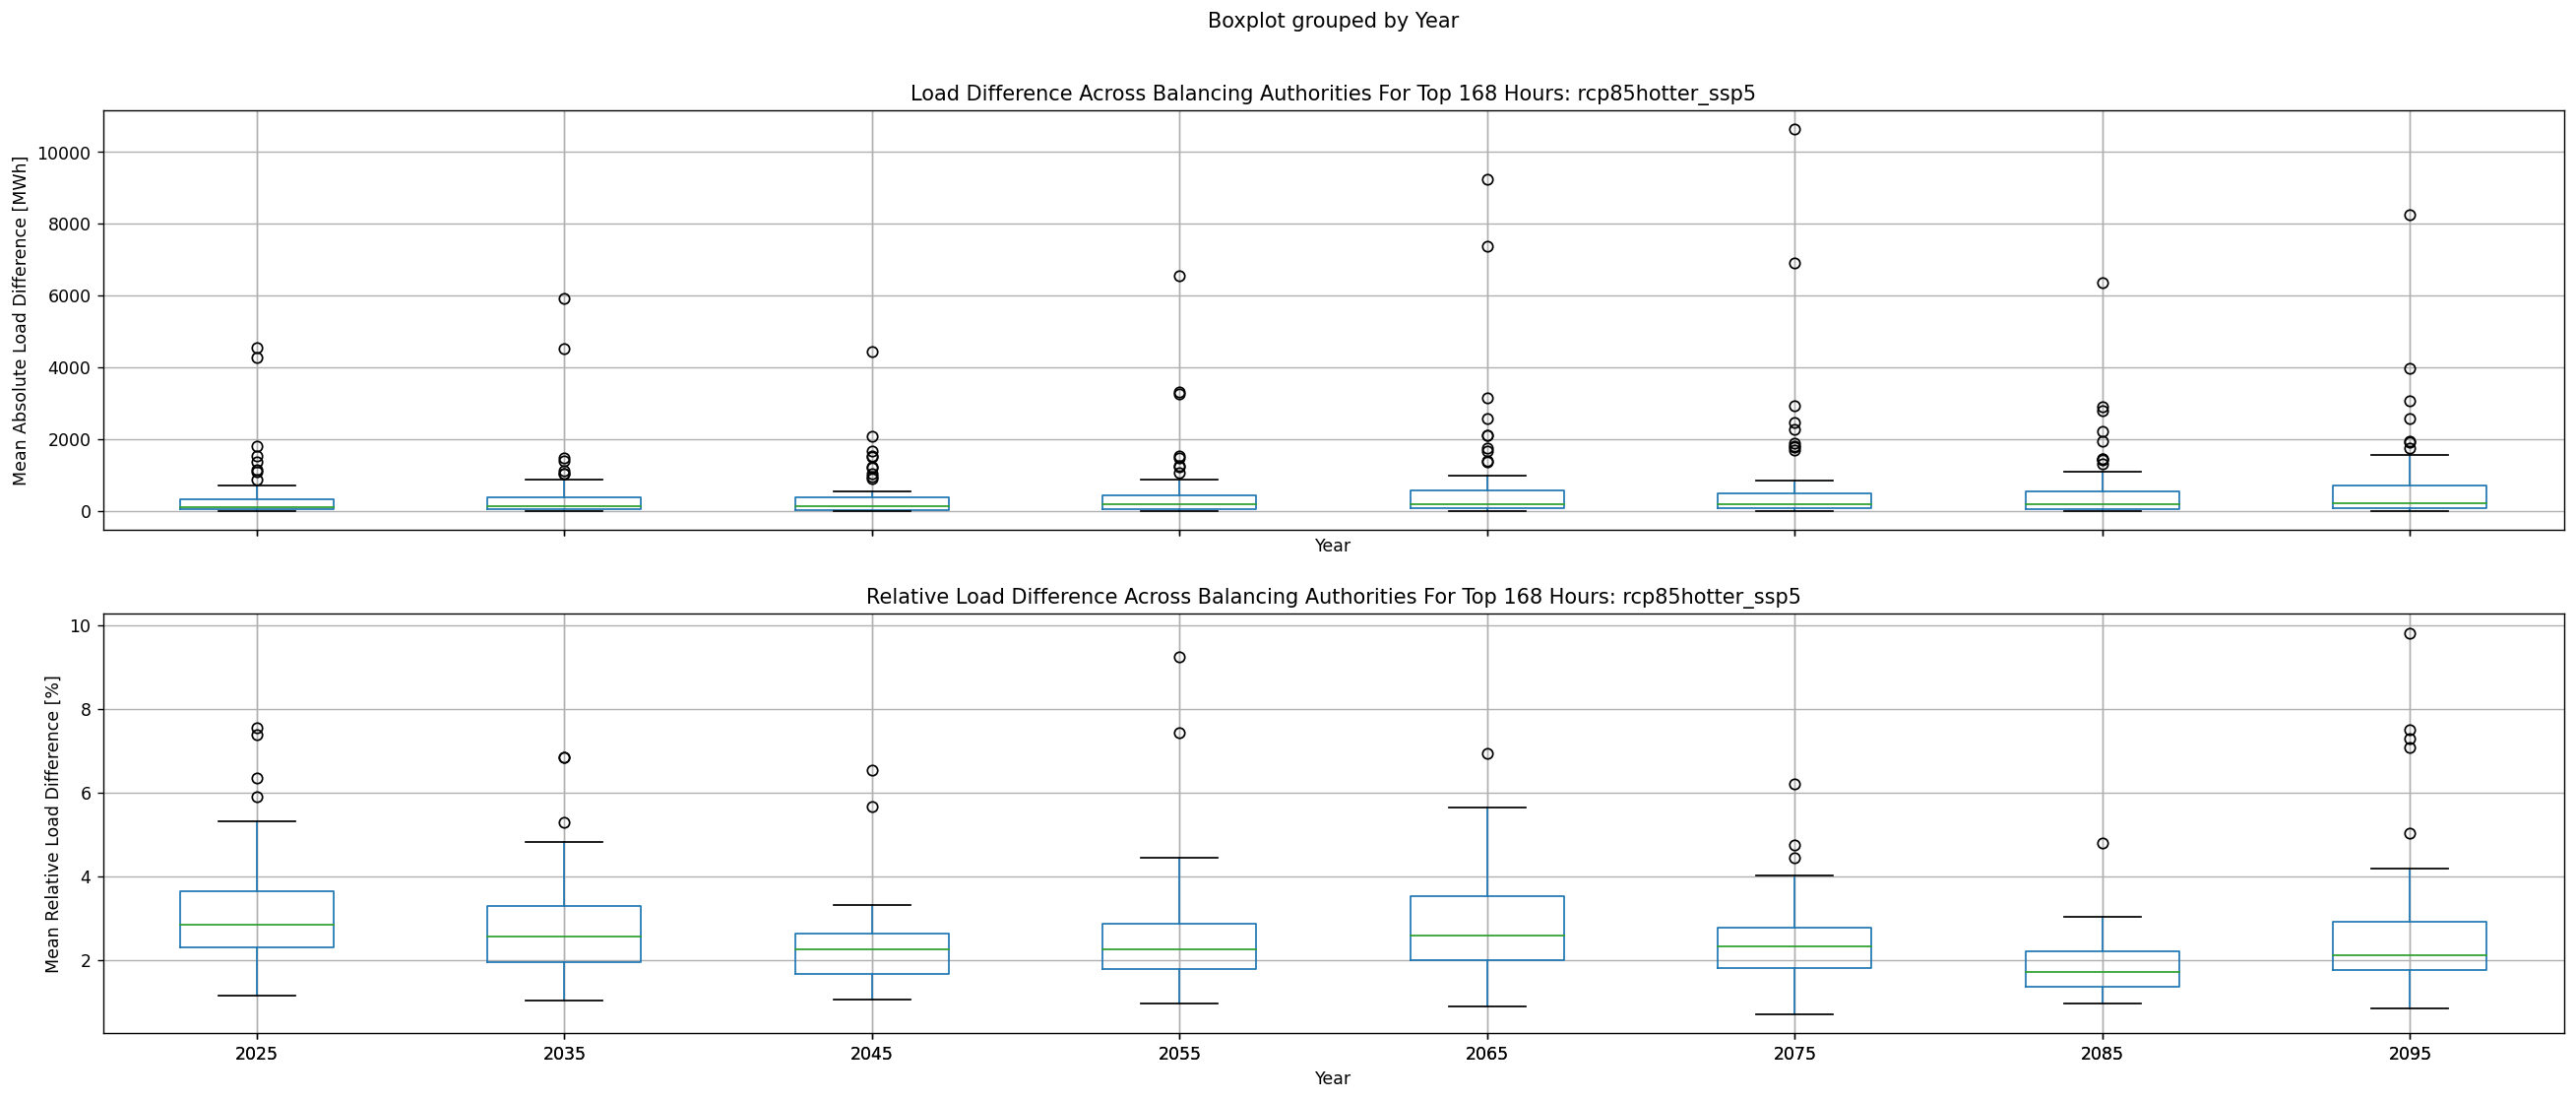 Boxplot grouped by Year
Load Difference Across Balancing Authorities For Top 168 Hours: rcp85hotter_ssp5
Mean Absolute Load Difference [MWh]
10000
8000
6000
4000
2000
0
Year
Relative Load Difference Across Balancing Authorities For Top 168 Hours: rcp85hotter_ssp5
Mean Relative Load Difference [%]
10
8
6
4
2
2025 2035 2045 2055 2065 2075 2085 2095
Year